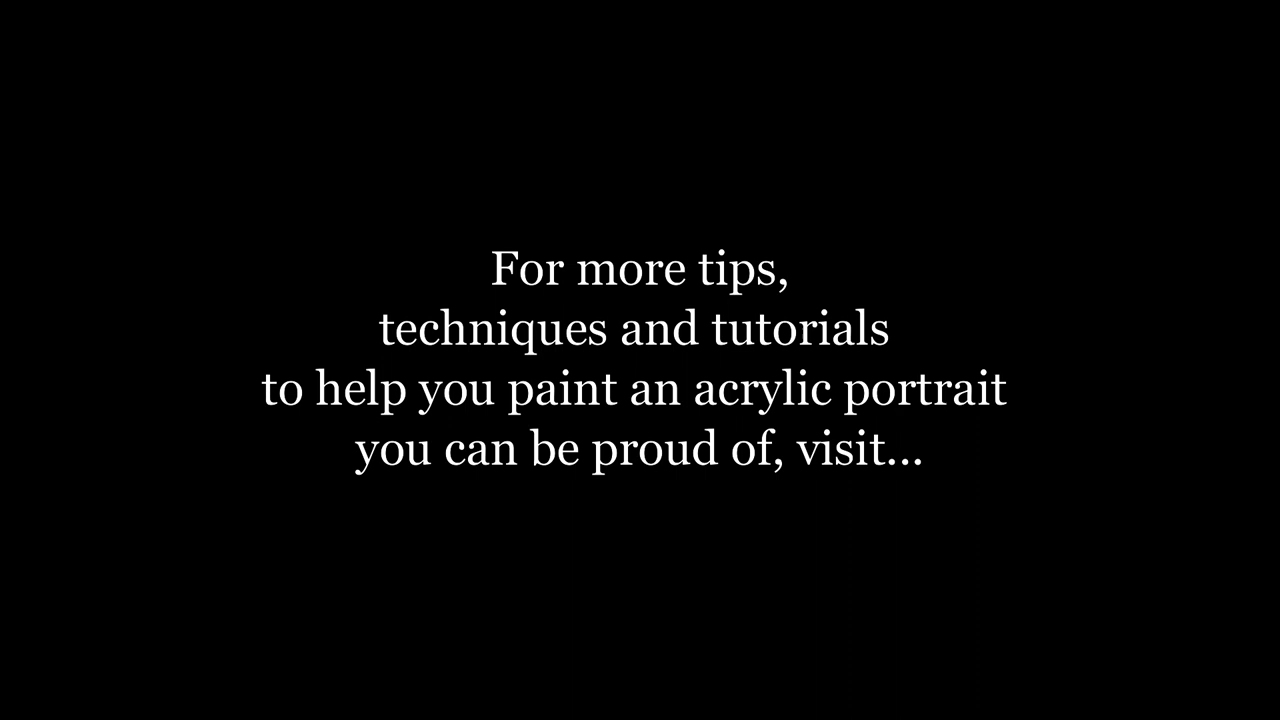 For more tips,
techniques and tutorials
to help you paint an acrylic portrait
you can be proud of, visit...